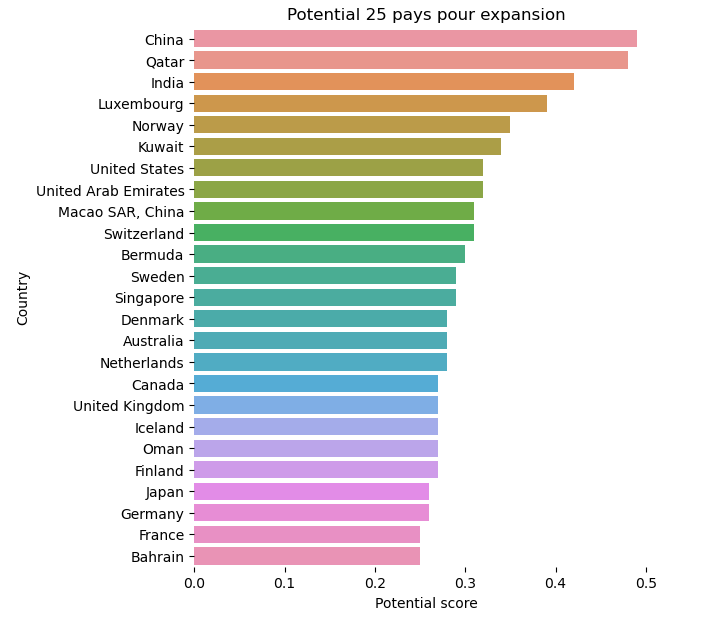 Potential 25 pays pour expansion
China
Qatar
India
Luxembourg
Norway
Kuwait
United States
United Arab Emirates
Macao SAR, China
Switzerland
Bermuda
Sweden
Singapore
Denmark
Australia
Netherlands
Canada
United Kingdom
Iceland
Oman
Finland
Japan
Germany
France
Bahrain
Country
0.0 0.1 0.2 0.3 0.4 0.5
Potential score